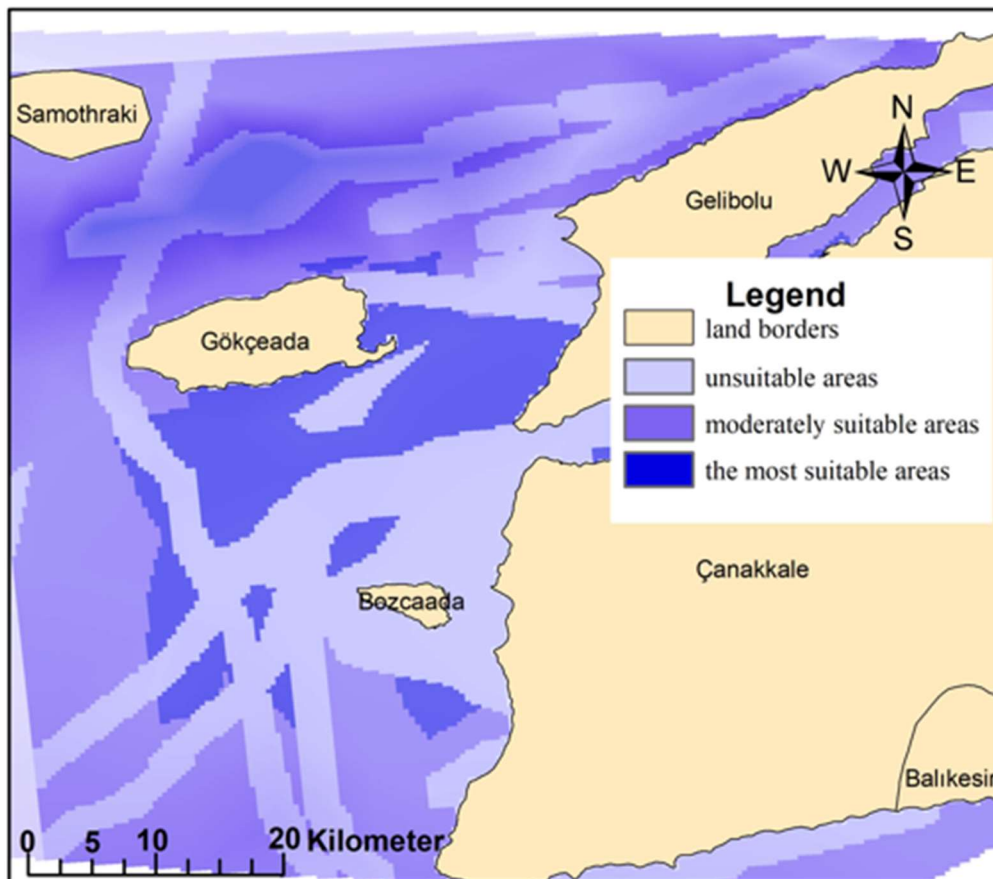 Samothraki
N
W E
S
Gelibolu
Gökçeada
Legend
land borders
unsuitable areas
moderately suitable areas
the most suitable areas
Çanakkale
Bozcaada
Balıkesir
0 5 10 20 Kilometer